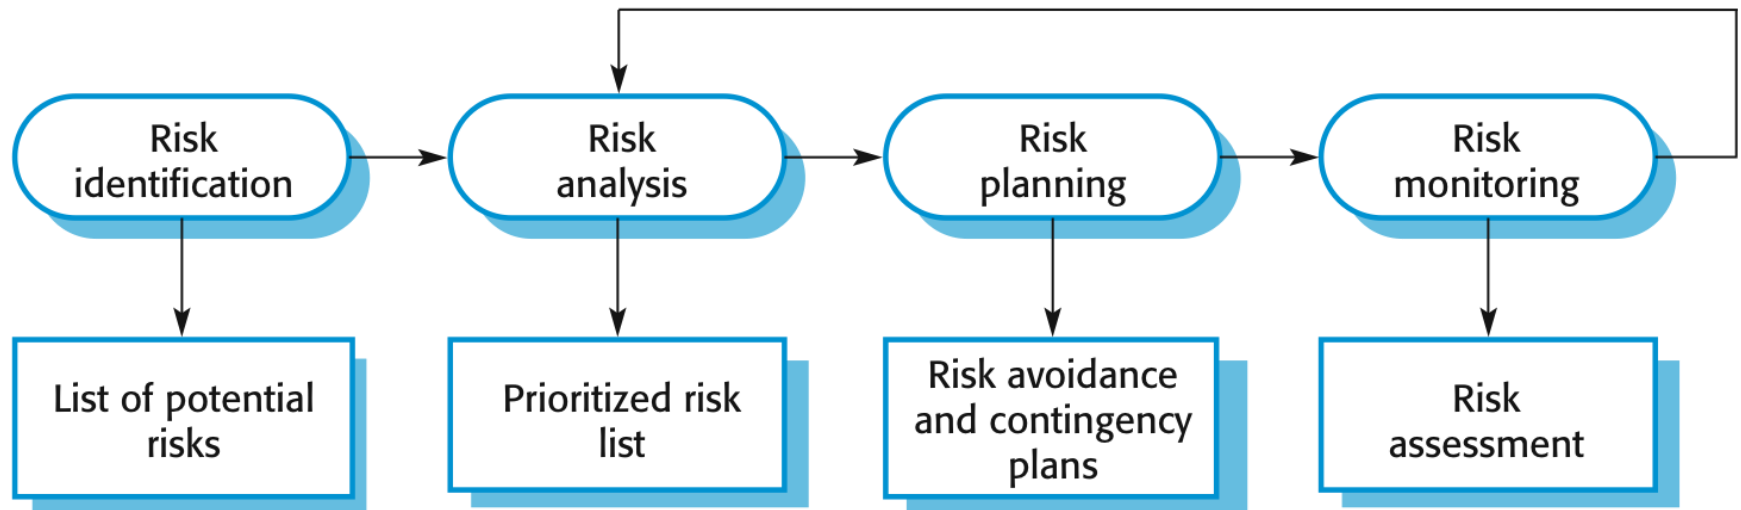 Risk
identification
Risk
analysis
Risk
planning
Risk
monitoring
List of potential
risks
Prioritized risk
list
Risk avoidance
and contingency
plans
Risk
assessment